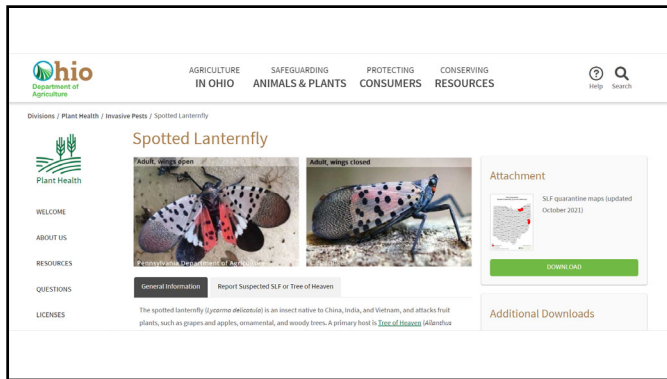 Ohio
Department of
Agriculture
AGRICULTURE
IN OHIO
SAFEGUARDING
ANIMALS & PLANTS
PROTECTING
CONSUMERS
CONSERVING
RESOURCES
Help
Search
Divisions / Plant Health / Invasive Pests / Spotted Lanternfly
Plant Health
WELCOME
ABOUT US
RESOURCES
QUESTIONS
LICENSES
Spotted Lanternfly
Adult, wings open
Pennsylvania Department of Agriculture
Adult, wings closed
General Information
Report Suspected SLF or Tree of Heaven
The spotted lanternfly (Lycorma delicatula) is an insect native to China, India, and Vietnam, and attacks fruit
plants, such as grapes and apples, ornamental, and woody trees. A primary host is Tree of Heaven (Ailanthus
Attachment
SLF quarantine maps (updated
October 2021)
DOWNLOAD
Additional Downloads